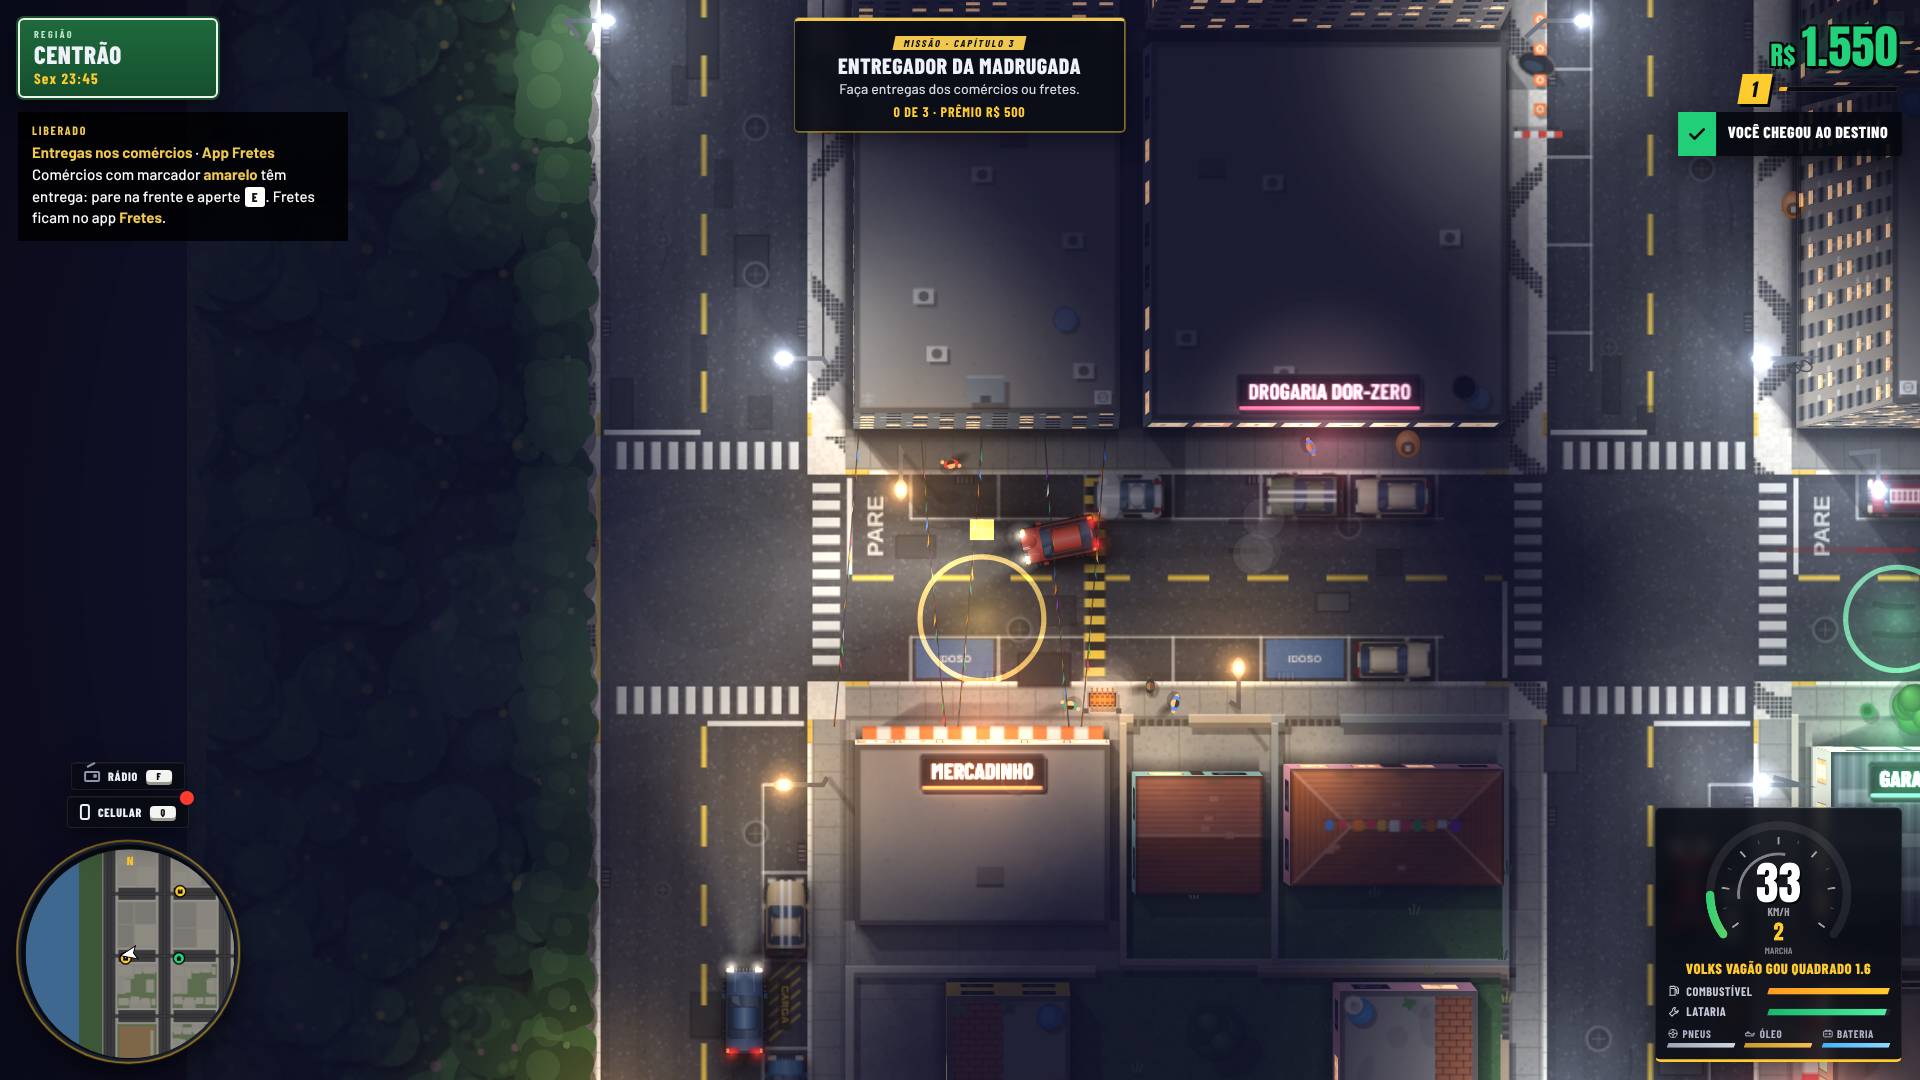 REGIÃO
CENTRÃO
Sex 23:45
LIBERADO
Entregas nos comércios · App Fretes
Comércios com marcador amarelo têm
entrega: pare na frente e aperte E. Fretes
ficam no app Fretes.
MISSÃO · CAPÍTULO 3
ENTREGADOR DA MADRUGADA
Faça entregas dos comércios ou fretes.
0 DE 3 · PRÊMIO R$ 500
R$ 1.550
1
VOCÊ CHEGOU AO DESTINO
DROGARIA DOR-ZERO
PARE
PARE
IDOSO
IDOSO
MERCADINHO
GARA
CARGA
RÁDIO F
CELULAR Q
N
33
KM/H
2
MARCHA
VOLKS VAGÃO GOU QUADRADO 1.6
COMBUSTÍVEL
LATARIA
PNEUS ÓLEO BATERIA